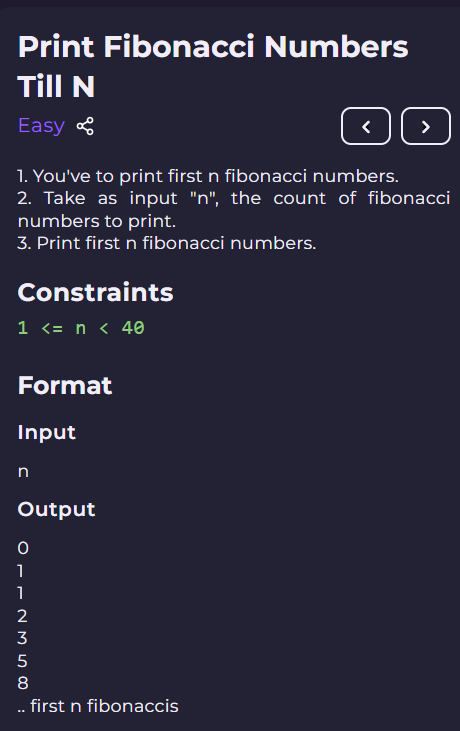 Print Fibonacci Numbers
Till N
Easy
1. You've to print first n fibonacci numbers.
2. Take as input "n", the count of fibonacci
numbers to print.
3. Print first n fibonacci numbers.
Constraints
1 <= n < 40
Format
Input
n
Output
0
1
1
2
3
5
8
.. first n fibonaccis